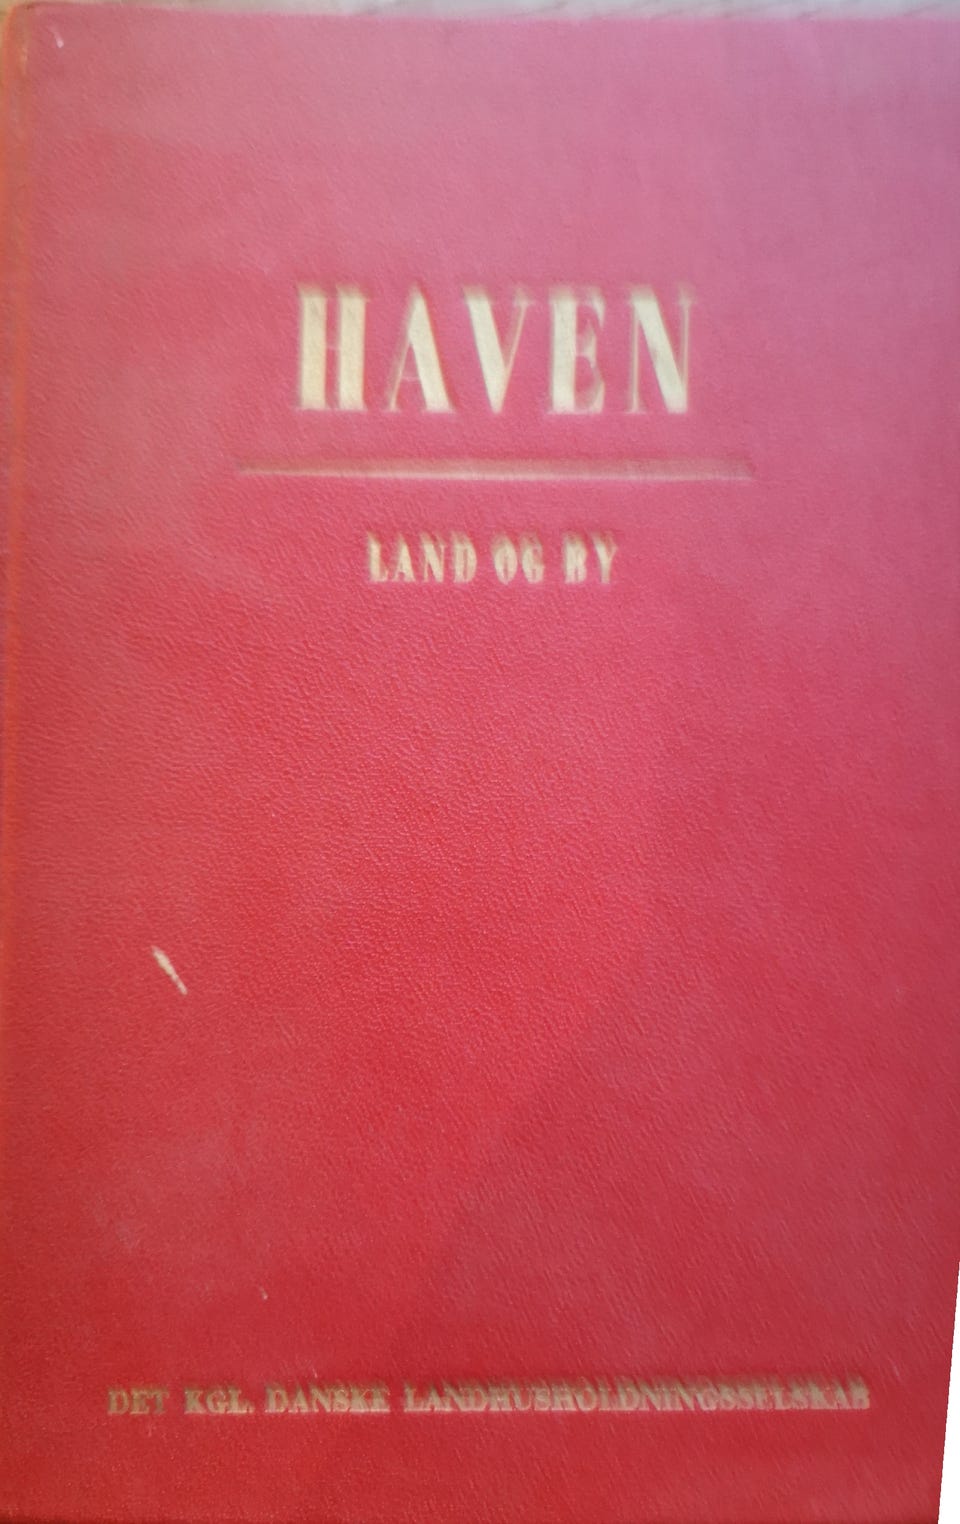 HAVEN
LAND OG BY
DET KGL. DANSKE LANDHUSHOLDNINGSSELSKAB